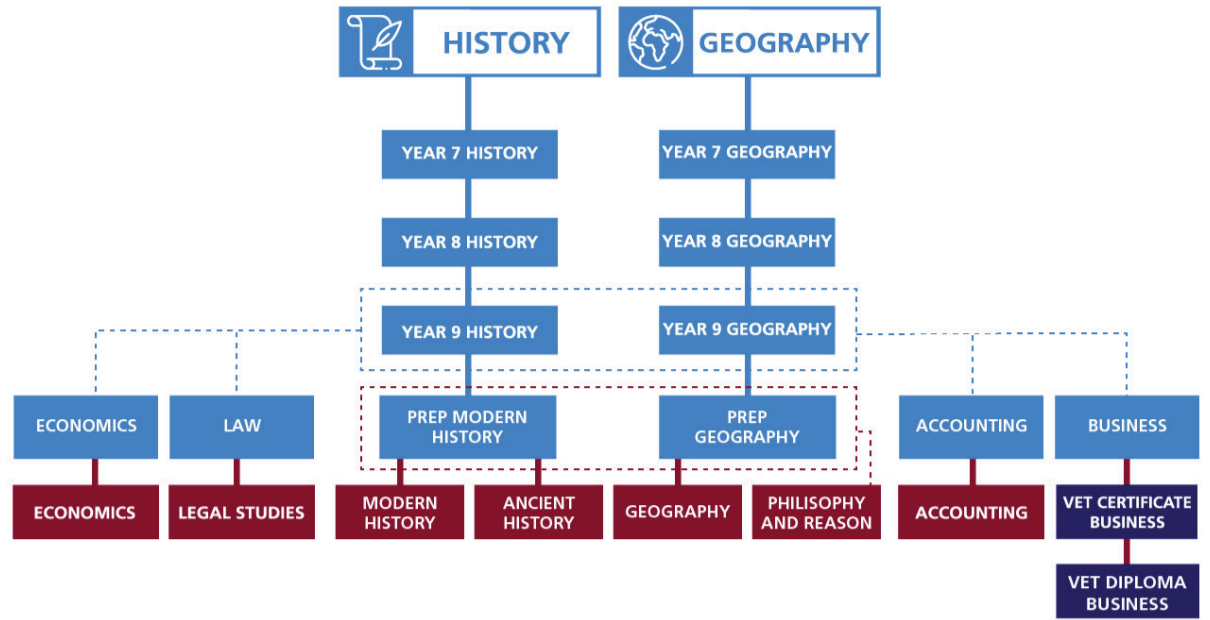 HISTORY
GEOGRAPHY
YEAR 7 HISTORY
YEAR 7 GEOGRAPHY
YEAR 8 HISTORY
YEAR 8 GEOGRAPHY
YEAR 9 HISTORY
YEAR 9 GEOGRAPHY
ECONOMICS
LAW
PREP MODERN
HISTORY
PREP
GEOGRAPHY
ACCOUNTING
BUSINESS
ECONOMICS
LEGAL STUDIES
MODERN
HISTORY
ANCIENT
HISTORY
GEOGRAPHY
PHILISOPHY
AND REASON
ACCOUNTING
VET CERTIFICATE
BUSINESS
VET DIPLOMA
BUSINESS